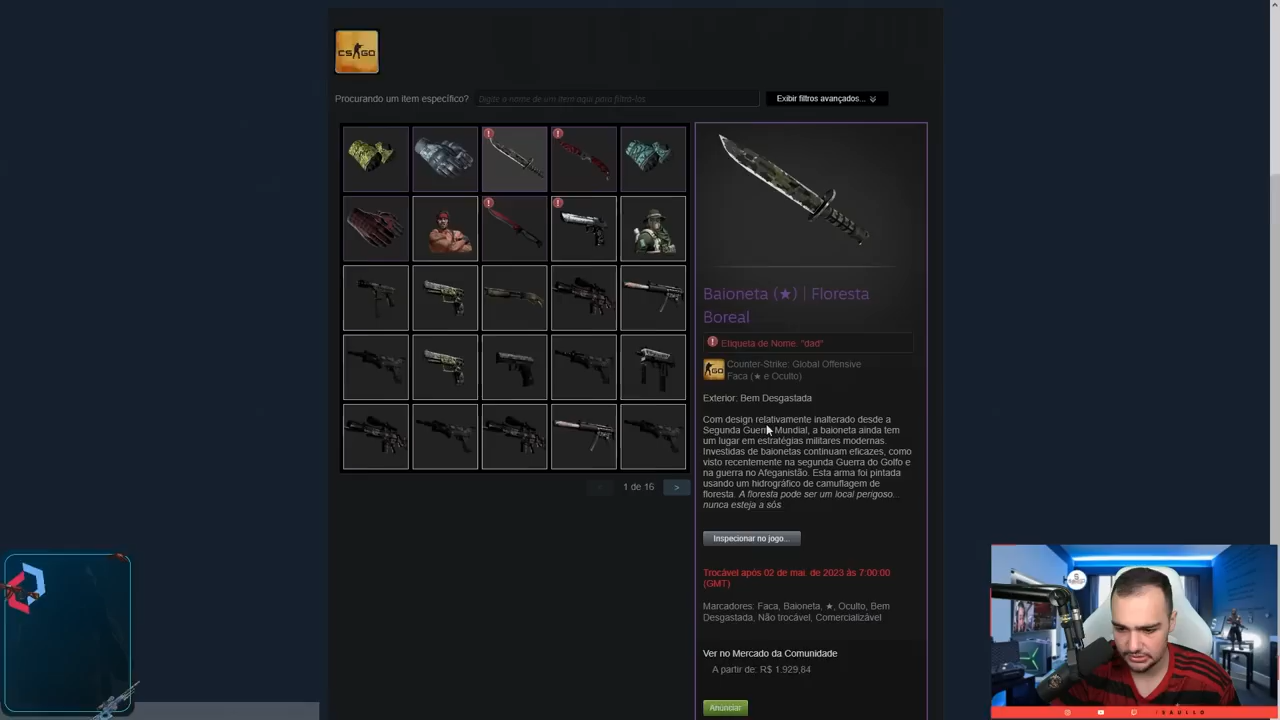 CS GO
Procurando um item específico?
Digite o nome de um item aqui para filtrá-los
Exibir filtros avançados...
Baioneta (★) | Floresta
Boreal
Etiqueta de Nome: "dad"
GO
Counter-Strike: Global Offensive
Faca (★ e Oculto)
Exterior: Bem Desgastada
Com design relativamente inalterado desde a
Segunda Guerra Mundial, a baioneta ainda tem
um lugar em estratégias militares modernas.
Investidas de baionetas continuam eficazes, como
visto recentemente na segunda Guerra do Golfo e
na guerra no Afeganistão. Esta arma foi pintada
usando um hidrográfico de camuflagem de
floresta. A floresta pode ser um local perigoso...
nunca esteja a sós
1 de 16
>
Inspecionar no jogo...
Trocável após 02 de mai. de 2023 às 7:00:00
(GMT)
Marcadores: Faca, Baioneta, ★, Oculto, Bem
Desgastada, Não trocável, Comercializável
Ver no Mercado da Comunidade
A partir de: R$ 1.929,84
Anunciar